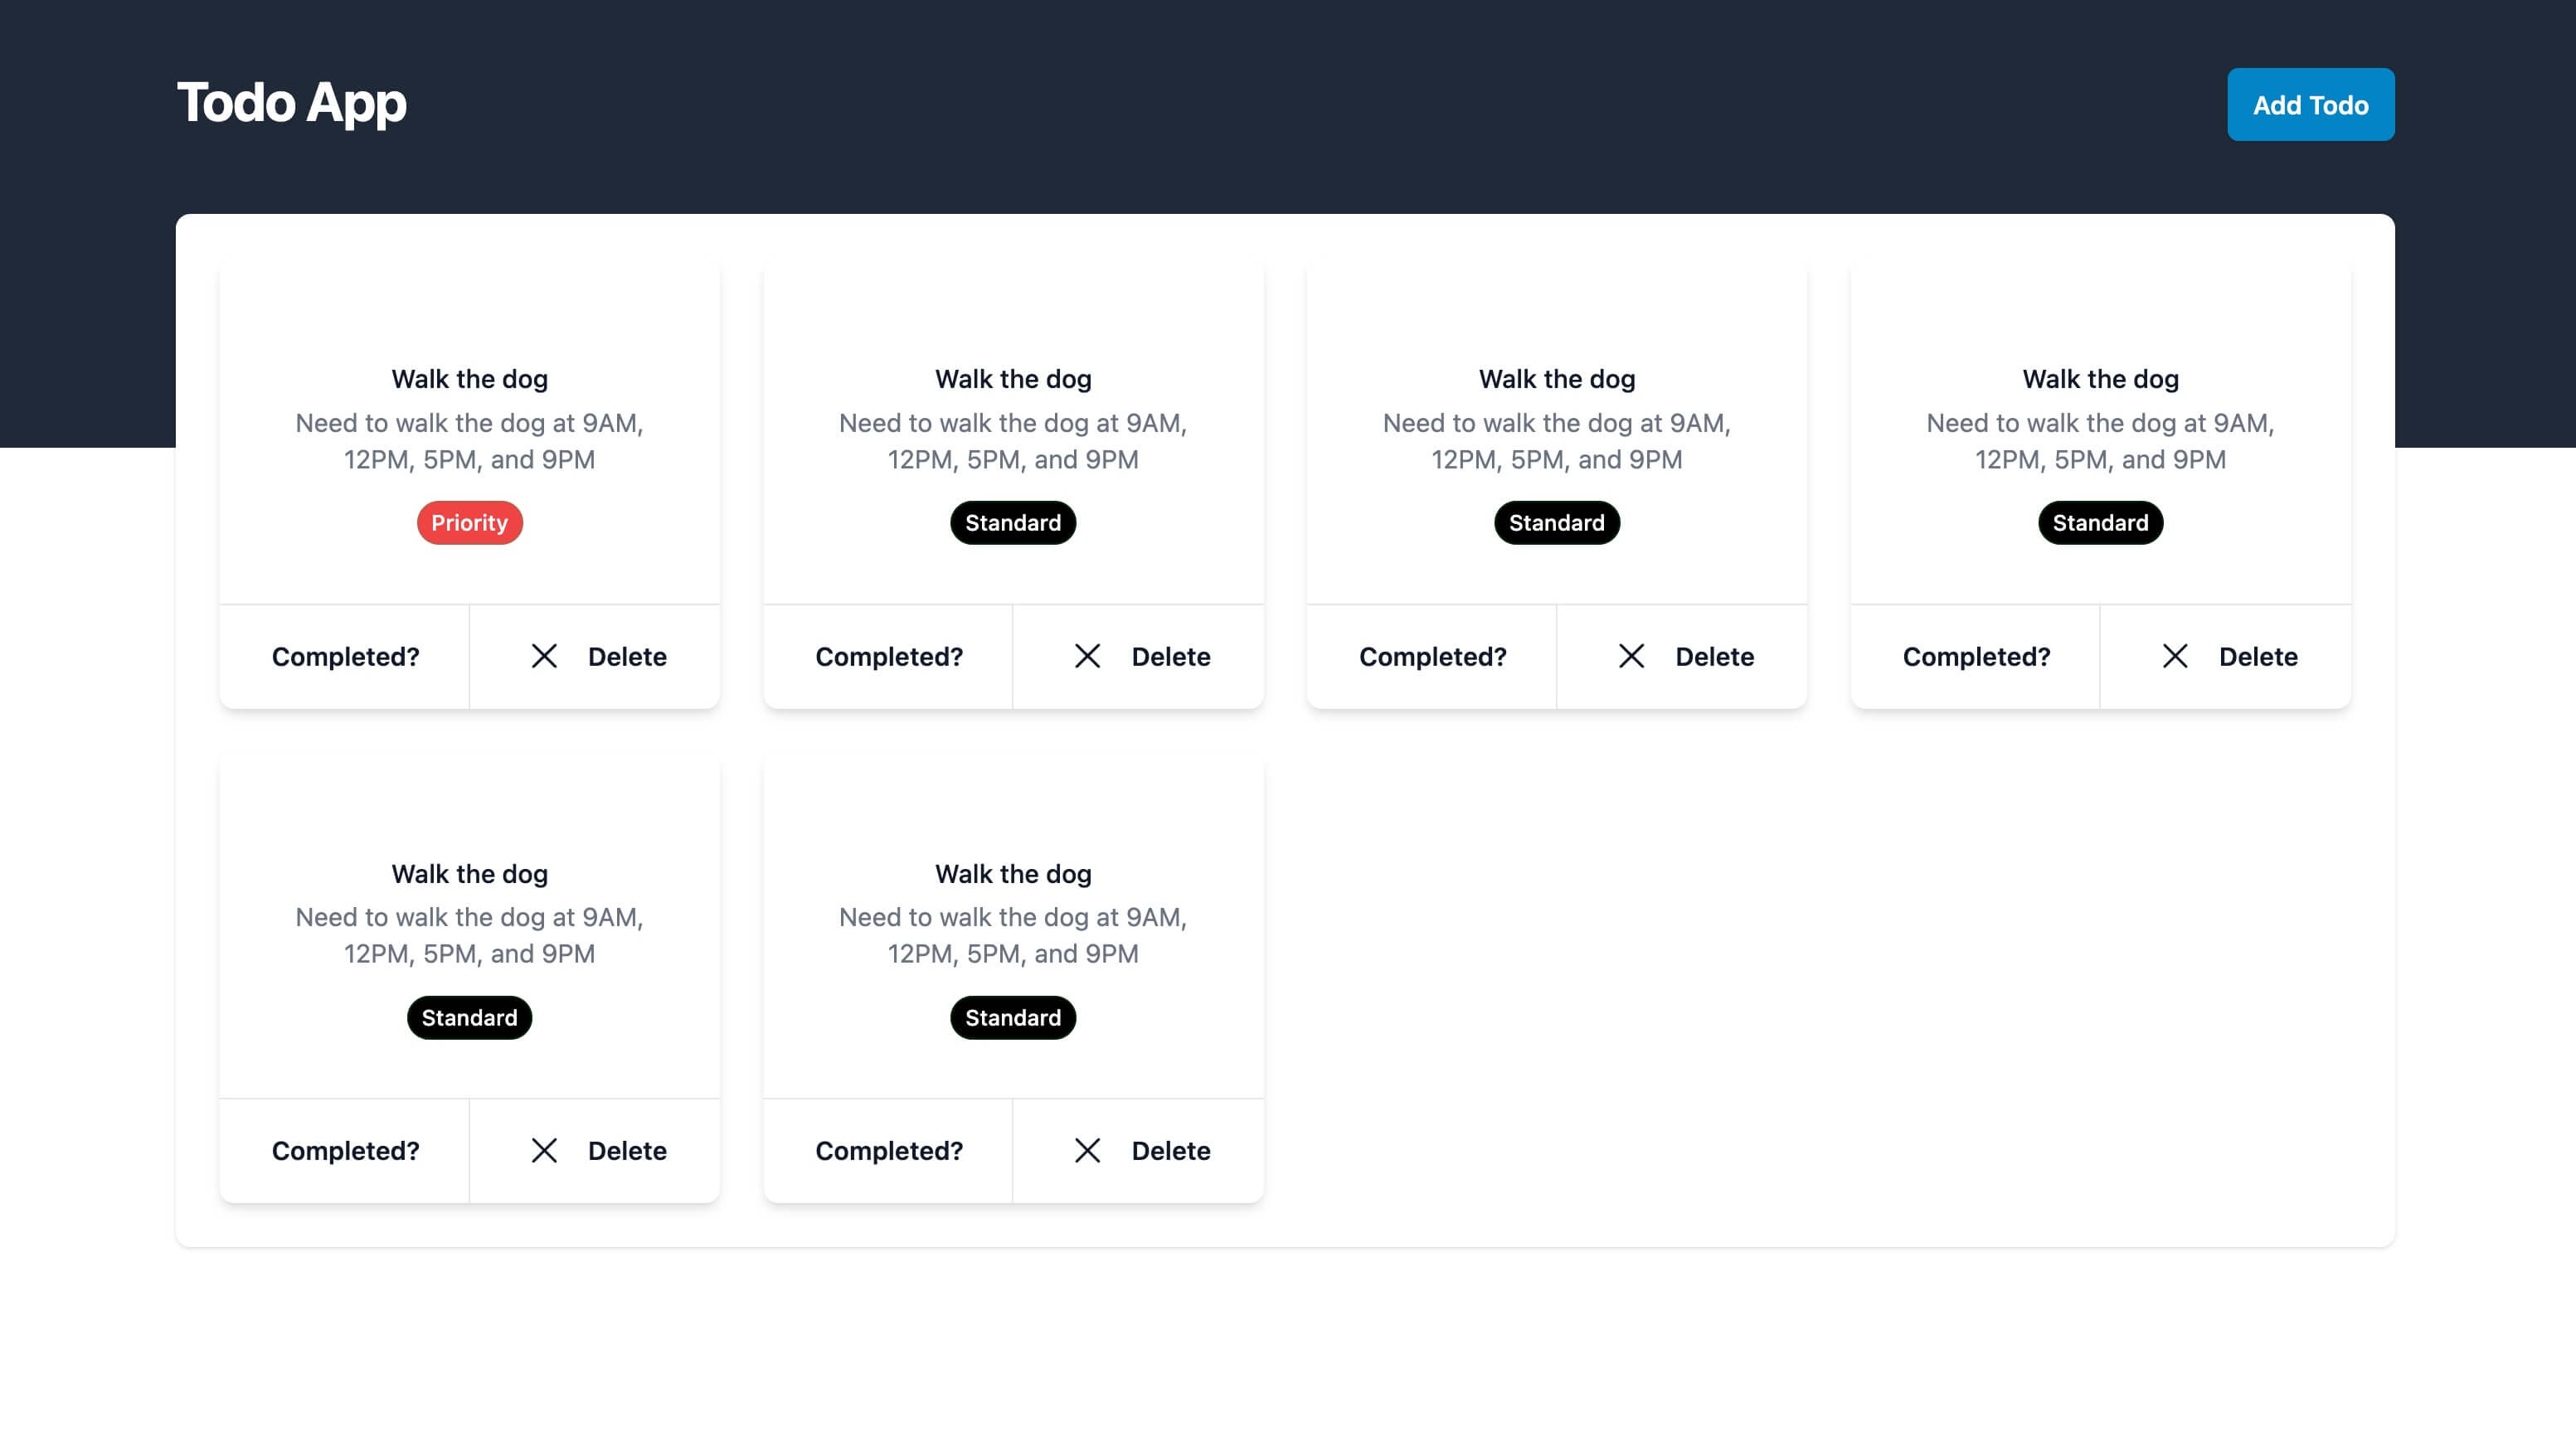 Todo App
Add Todo
Walk the dog
Need to walk the dog at 9AM,
12PM, 5PM, and 9PM
Priority
Completed?
Delete
Walk the dog
Need to walk the dog at 9AM,
12PM, 5PM, and 9PM
Standard
Completed?
Delete
Walk the dog
Need to walk the dog at 9AM,
12PM, 5PM, and 9PM
Standard
Completed?
Delete
Walk the dog
Need to walk the dog at 9AM,
12PM, 5PM, and 9PM
Standard
Completed?
Delete
Walk the dog
Need to walk the dog at 9AM,
12PM, 5PM, and 9PM
Standard
Completed?
Delete
Walk the dog
Need to walk the dog at 9AM,
12PM, 5PM, and 9PM
Standard
Completed?
Delete